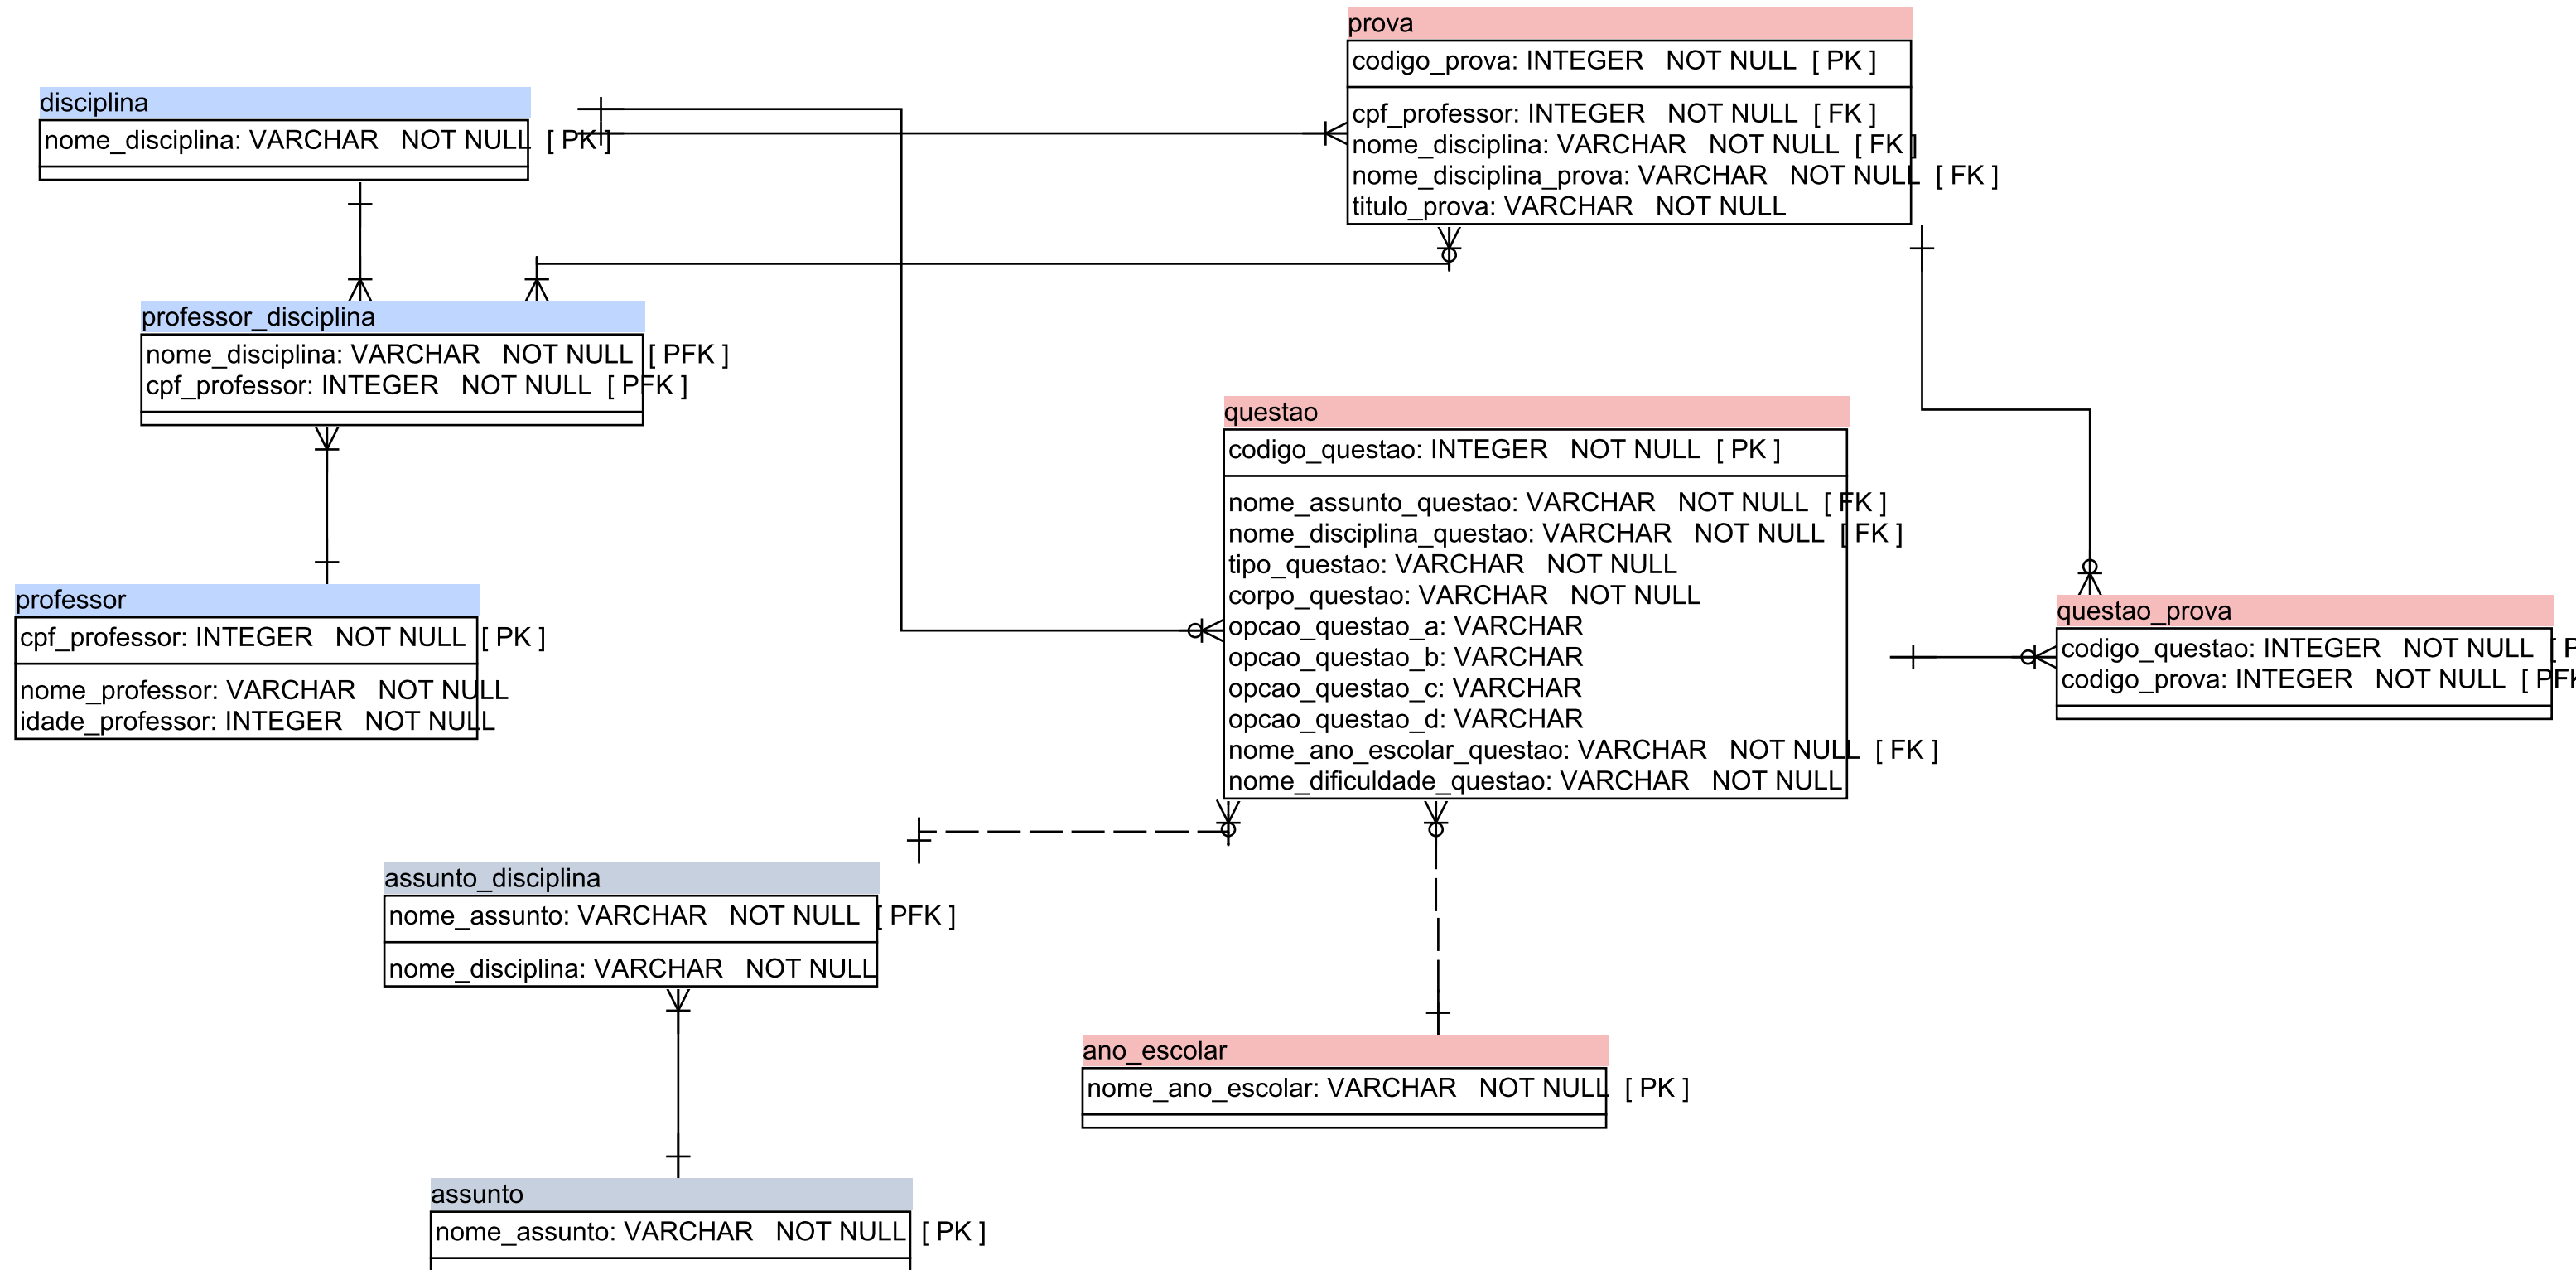 prova
codigo_prova: INTEGER NOT NULL [ PK ]
cpf_professor: INTEGER NOT NULL [ FK ]
nome_disciplina: VARCHAR NOT NULL [ FK ]
nome_disciplina_prova: VARCHAR NOT NULL [ FK ]
titulo_prova: VARCHAR NOT NULL
disciplina
nome_disciplina: VARCHAR NOT NULL [ PK ]
professor_disciplina
nome_disciplina: VARCHAR NOT NULL [ PFK ]
cpf_professor: INTEGER NOT NULL [ PFK ]
questao
codigo_questao: INTEGER NOT NULL [ PK ]
nome_assunto_questao: VARCHAR NOT NULL [ FK ]
nome_disciplina_questao: VARCHAR NOT NULL [ FK ]
tipo_questao: VARCHAR NOT NULL
corpo_questao: VARCHAR NOT NULL
opcao_questao_a: VARCHAR
opcao_questao_b: VARCHAR
opcao_questao_c: VARCHAR
opcao_questao_d: VARCHAR
nome_ano_escolar_questao: VARCHAR NOT NULL [ FK ]
nome_dificuldade_questao: VARCHAR NOT NULL
professor
cpf_professor: INTEGER NOT NULL [ PK ]
nome_professor: VARCHAR NOT NULL
idade_professor: INTEGER NOT NULL
questao_prova
codigo_questao: INTEGER NOT NULL [
codigo_prova: INTEGER NOT NULL [ PFK
assunto_disciplina
nome_assunto: VARCHAR NOT NULL [ PFK ]
nome_disciplina: VARCHAR NOT NULL
ano_escolar
nome_ano_escolar: VARCHAR NOT NULL [ PK ]
assunto
nome_assunto: VARCHAR NOT NULL [ PK ]